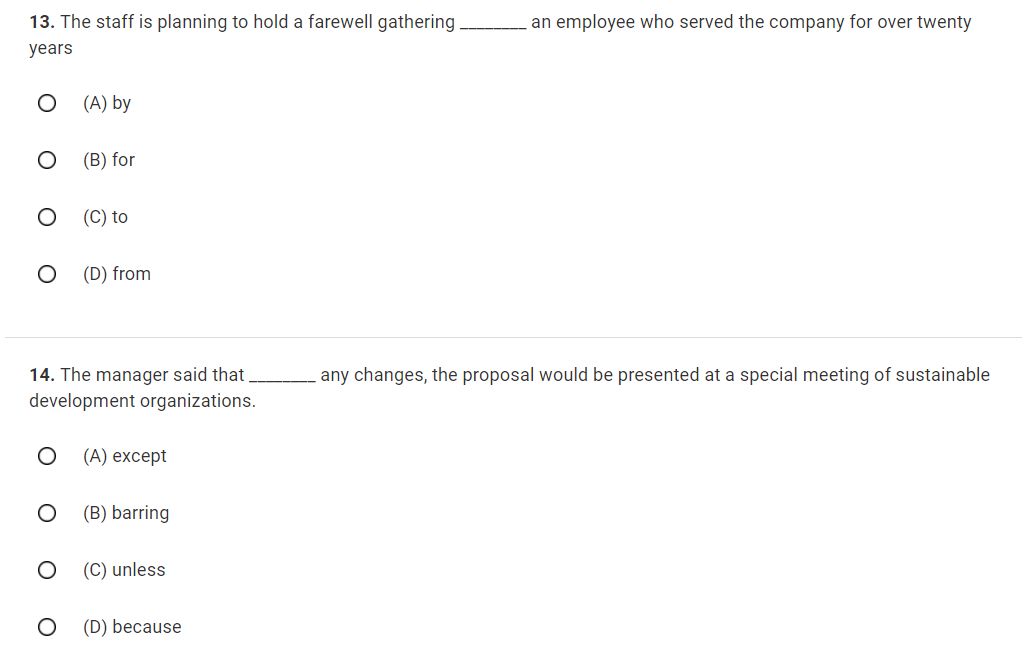 13. The staff is planning to hold a farewell gathering ________ an employee who served the company for over twenty
years
(A) by
(B) for
(C) to
(D) from
14. The manager said that ________ any changes, the proposal would be presented at a special meeting of sustainable
development organizations.
(A) except
(B) barring
(C) unless
(D) because